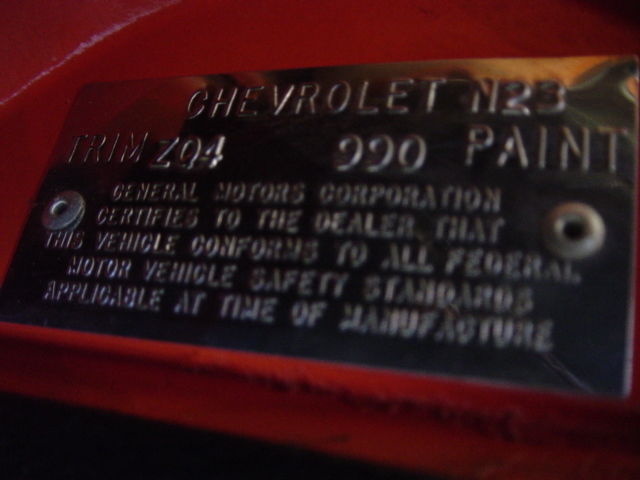 CHEVROLET N23
TRIM ZQ4 990 PAINT
GENERAL MOTORS CORPORATION
CERTIFIES TO THE DEALER THAT
THIS VEHICLE CONFORMS TO ALL FEDERAL
MOTOR VEHICLE SAFETY STANDARDS
APPLICABLE AT TIME OF MANUFACTURE